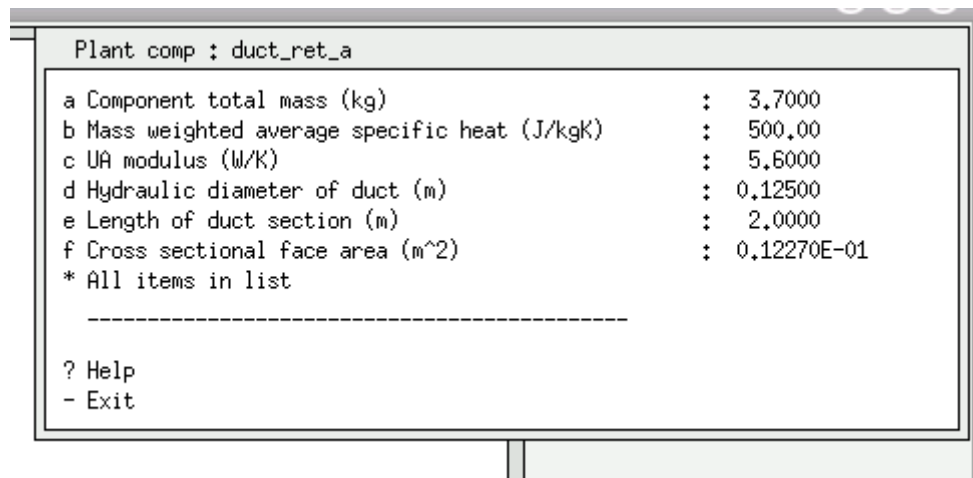 Plant comp : duct_ret_a
a Component total mass (kg) : 3.7000
b Mass weighted average specific heat (J/kgK) : 500.00
c UA modulus (W/K) : 5.6000
d Hydraulic diameter of duct (m) : 0.12500
e Length of duct section (m) : 2.0000
f Cross sectional face area (m^2) : 0.12270E-01
* All items in list
---------------------------------------------
? Help
- Exit